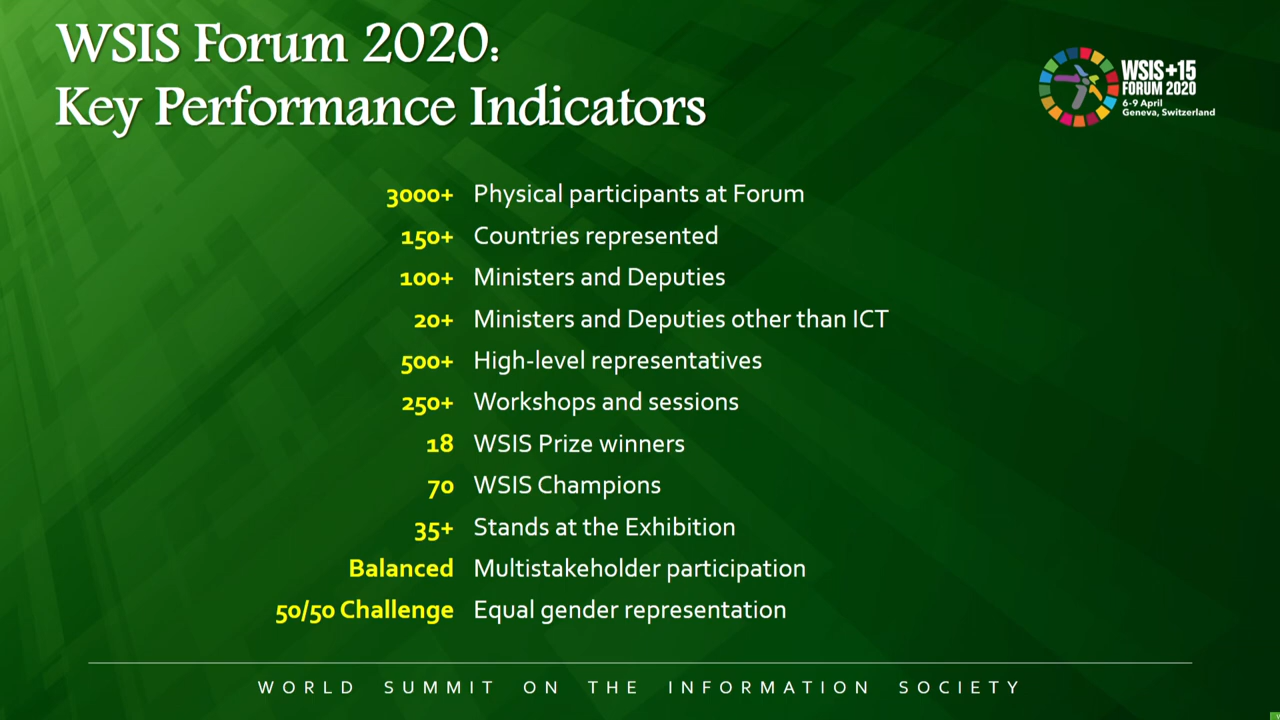 WSIS Forum 2020:
Key Performance Indicators
WSIS+15
FORUM 2020
6-9 April
Geneva, Switzerland
3000+ Physical participants at Forum
150+ Countries represented
100+ Ministers and Deputies
20+ Ministers and Deputies other than ICT
500+ High-level representatives
250+ Workshops and sessions
18 WSIS Prize winners
70 WSIS Champions
35+ Stands at the Exhibition
Balanced Multistakeholder participation
50/50 Challenge Equal gender representation
WORLD SUMMIT ON THE INFORMATION SOCIETY